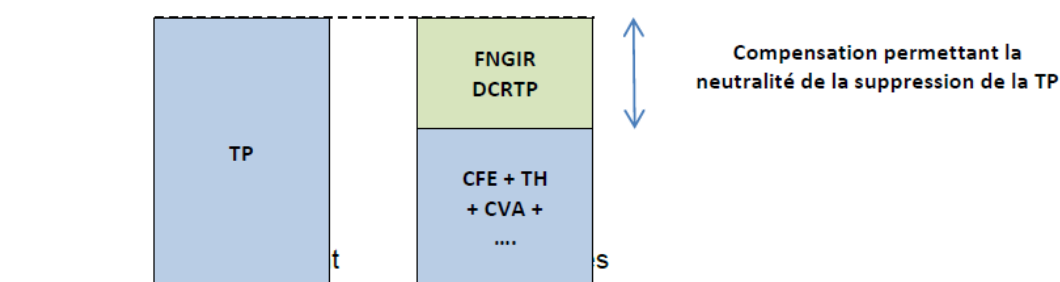 FNGIR
DCRTP
Compensation permettant la
neutralité de la suppression de la TP
TP
CFE + TH
+ CVA +
....
t
s